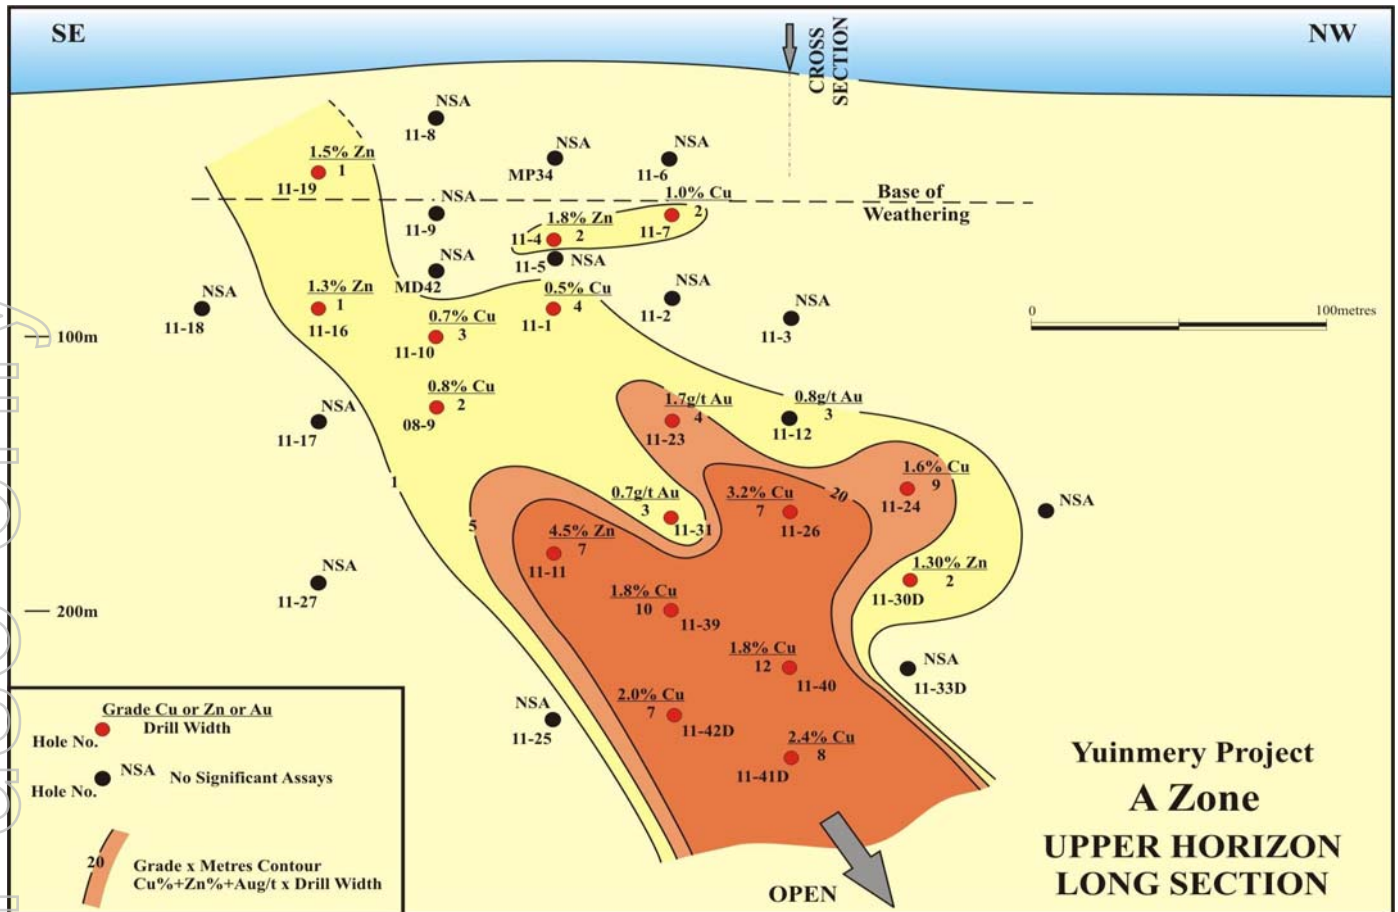 SE
CROSS
SECTION
NW
NSA
11-8
1.5% Zn
1
11-19
NSA
MP34
NSA
11-6
Base of
Weathering
NSA
11-9
1.0% Cu
2
11-7
1.8% Zn
2
11-4
NSA
MD42
11-5
NSA
NSA
11-18
1.3% Zn
1
11-16
0.5% Cu
4
11-1
NSA
11-2
NSA
11-3
0
100metres
100m
0.7% Cu
3
11-10
0.8% Cu
2
08-9
1.7g/t Au
4
11-23
0.8g/t Au
3
11-12
NSA
11-17
1
5
20
1.6% Cu
9
11-24
NSA
0.7g/t Au
3
11-31
3.2% Cu
7
11-26
4.5% Zn
7
11-11
NSA
11-27
1.30% Zn
2
11-30D
200m
1.8% Cu
10
11-39
1.8% Cu
12
11-40
NSA
11-33D
NSA
11-25
2.0% Cu
7
11-42D
2.4% Cu
8
11-41D
OPEN
Grade Cu or Zn or Au
Drill Width
Hole No.
NSA
No Significant Assays
Hole No.
20
Grade x Metres Contour
Cu%+Zn%+Aug/t x Drill Width
Yuinmery Project
A Zone
UPPER HORIZON
LONG SECTION